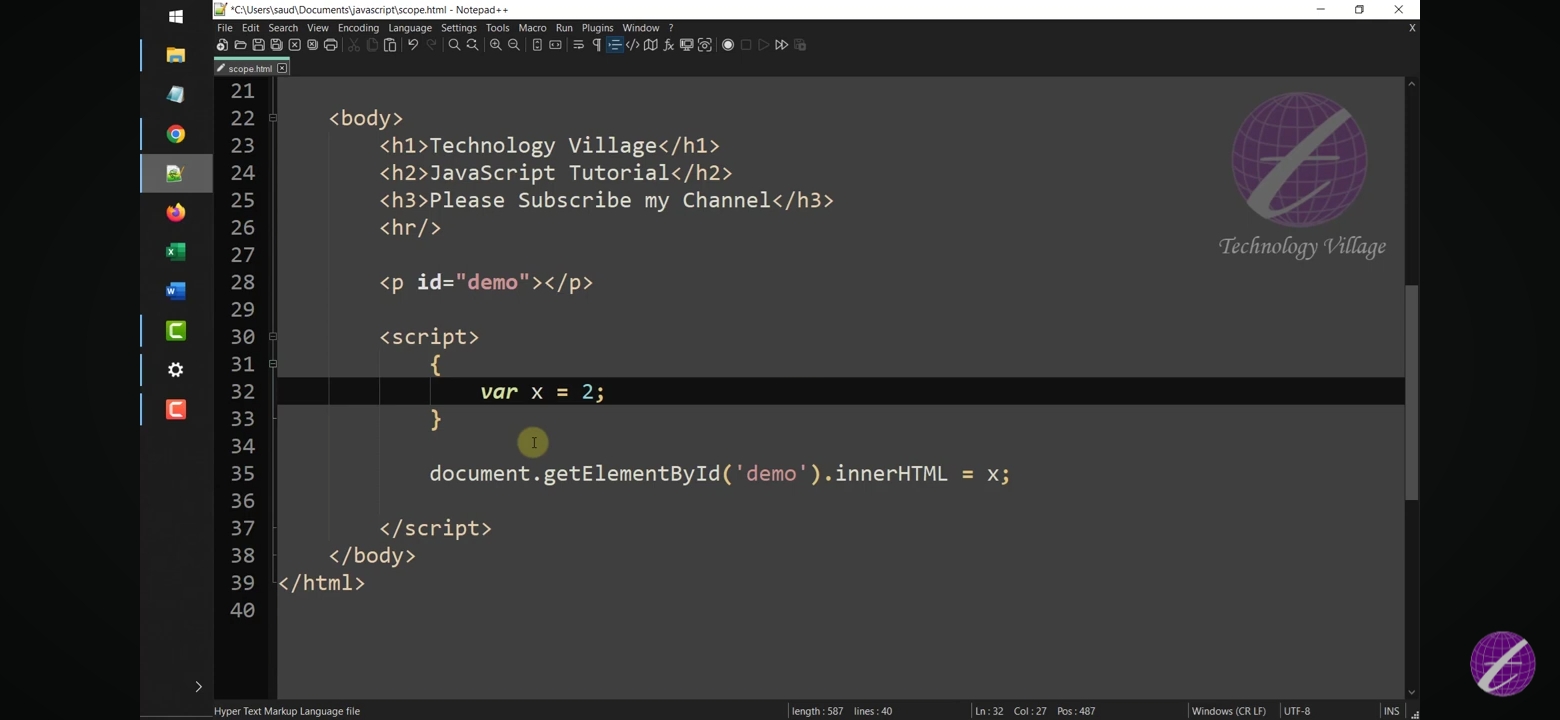 *C:\Users\saud\Documents\javascript\scope.html - Notepad++
File Edit Search View Encoding Language Settings Tools Macro Run Plugins Window ? X
scope.html
21
22 <body>
23 <h1>Technology Village</h1>
24 <h2>JavaScript Tutorial</h2>
25 <h3>Please Subscribe my Channel</h3>
26 <hr/>
27
28 <p id="demo"></p>
29
30 <script>
31 {
32 var x = 2;
33 }
34
35 document.getElementById('demo').innerHTML = x;
36
37 </script>
38 </body>
39 </html>
40
Technology Village
Hyper Text Markup Language file length : 587 lines : 40 Ln : 32 Col : 27 Pos : 487 Windows (CR LF) UTF-8 INS